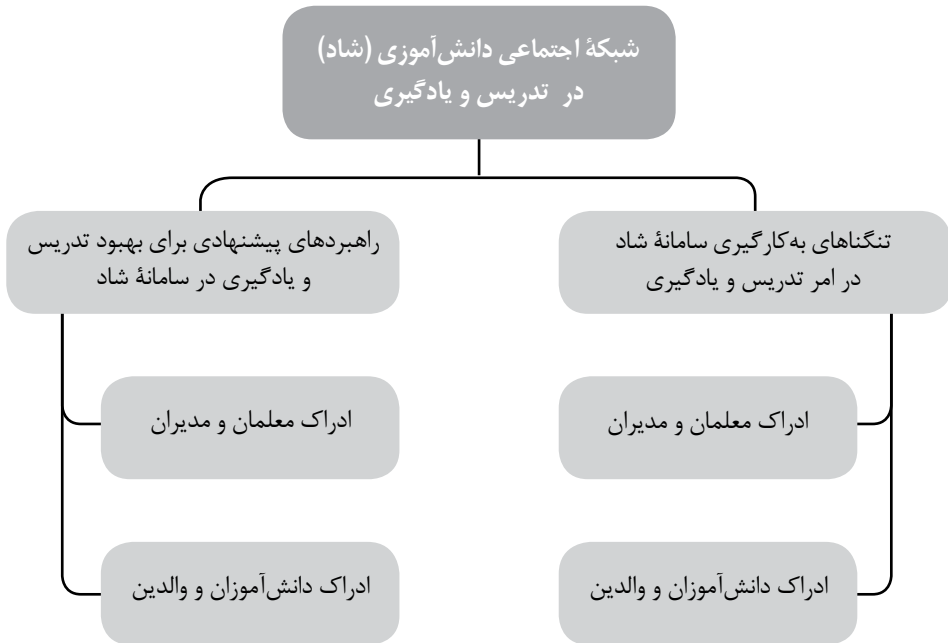 شبکهٔ اجتماعی دانش‌آموزی (شاد)
در تدریس و یادگیری
تنگناهای به‌کارگیری سامانهٔ شاد
در امر تدریس و یادگیری
ادراک معلمان و مدیران
ادراک دانش‌آموزان و والدین
راهبردهای پیشنهادی برای بهبود تدریس
و یادگیری در سامانهٔ شاد
ادراک معلمان و مدیران
ادراک دانش‌آموزان و والدین